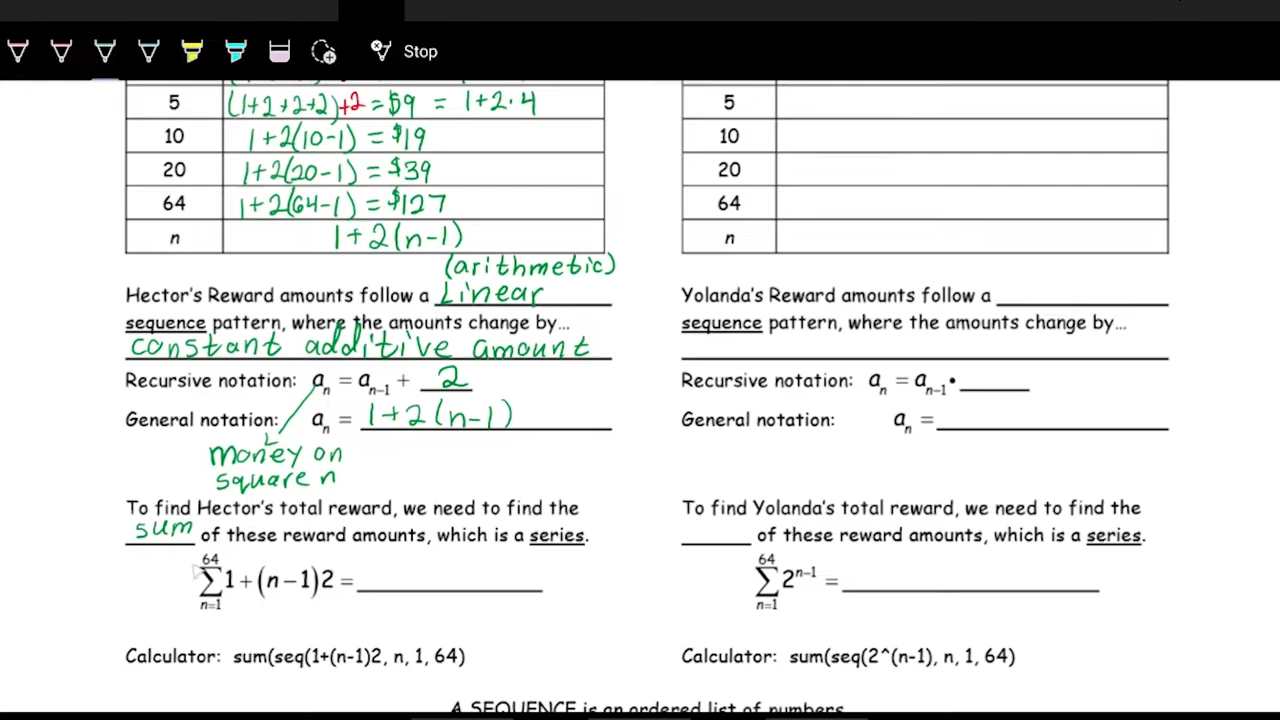 Stop
5 (1+2+2+2)+2 = $9 = 1+2·4
10 1+2(10-1) = $19
20 1+2(20-1) = $39
64 1+2(64-1) = $127
n 1+2(n-1)
(arithmetic)
Hector's Reward amounts follow a Linear
sequence pattern, where the amounts change by...
constant additive amount
Recursive notation: aₙ = aₙ₋₁ + 2
General notation: aₙ = 1+2(n-1)
money on
square n
To find Hector's total reward, we need to find the
sum of these reward amounts, which is a series.
64
∑ 1+(n-1)2 =
n=1
Calculator: sum(seq(1+(n-1)2, n, 1, 64)
5
10
20
64
n
Yolanda's Reward amounts follow a
sequence pattern, where the amounts change by...
Recursive notation: aₙ = aₙ₋₁•
General notation: aₙ =
To find Yolanda's total reward, we need to find the
of these reward amounts, which is a series.
64
∑ 2ⁿ⁻¹ =
n=1
Calculator: sum(seq(2^(n-1), n, 1, 64)
A SEQUENCE is an ordered list of numbers